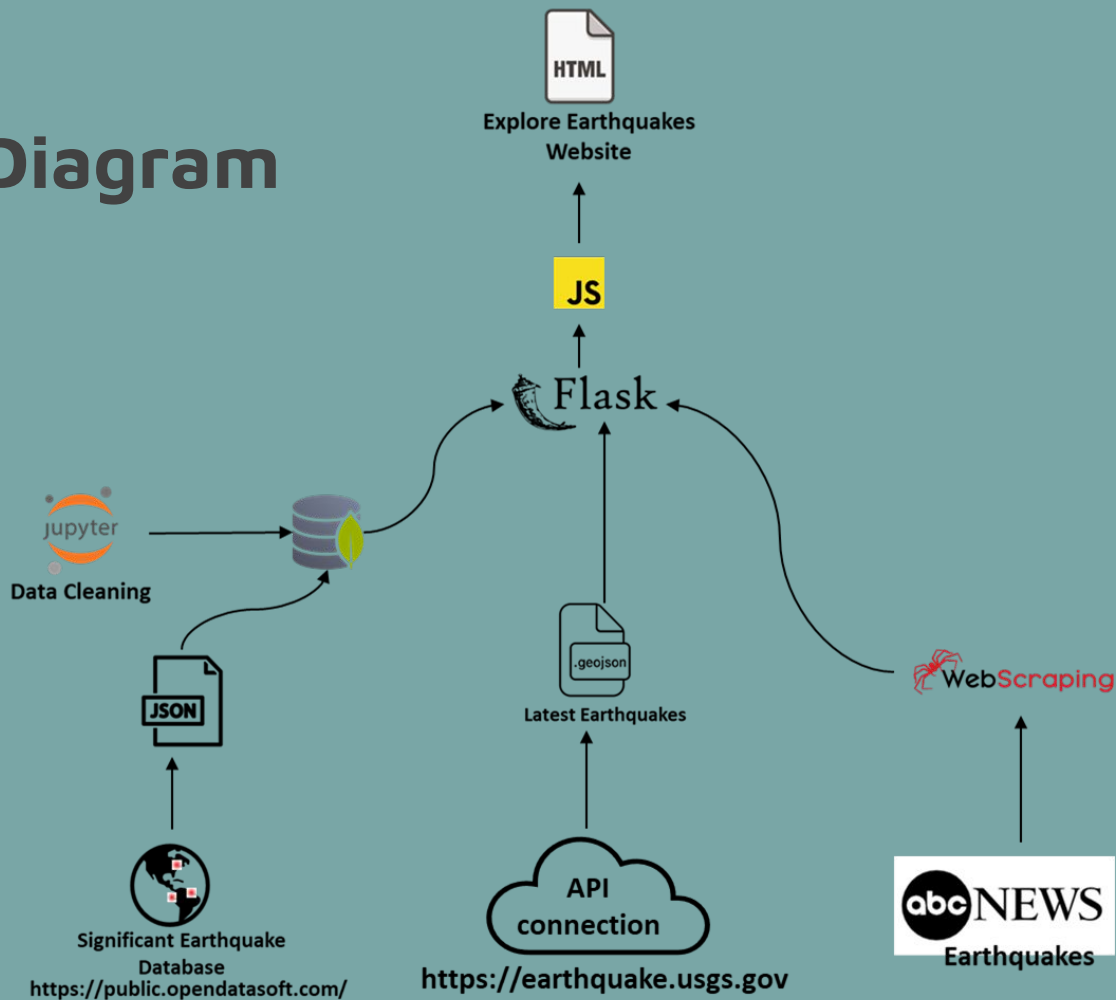 HTML
Explore Earthquakes
Website
Diagram
JS
Flask
jupyter
Data Cleaning
.geojson
Latest Earthquakes
WebScraping
JSON
API
connection
https://earthquake.usgs.gov
Significant Earthquake
Database
https://public.opendatasoft.com/
abc NEWS
Earthquakes